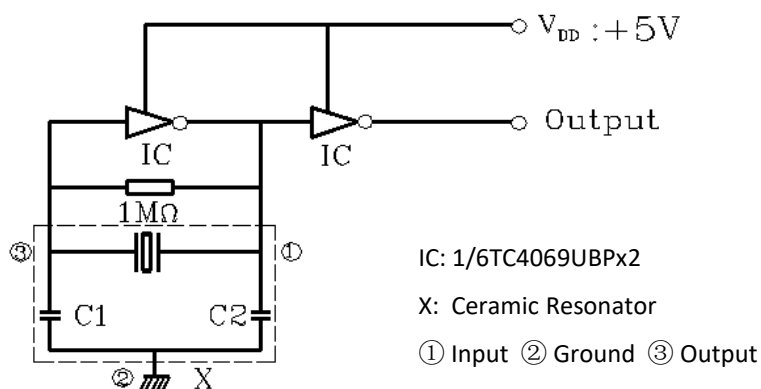 V_DD :+5V
Output
IC
IC
1MΩ
③
①
C1
C2
②
X
IC: 1/6TC4069UBPx2
X: Ceramic Resonator
① Input ② Ground ③ Output